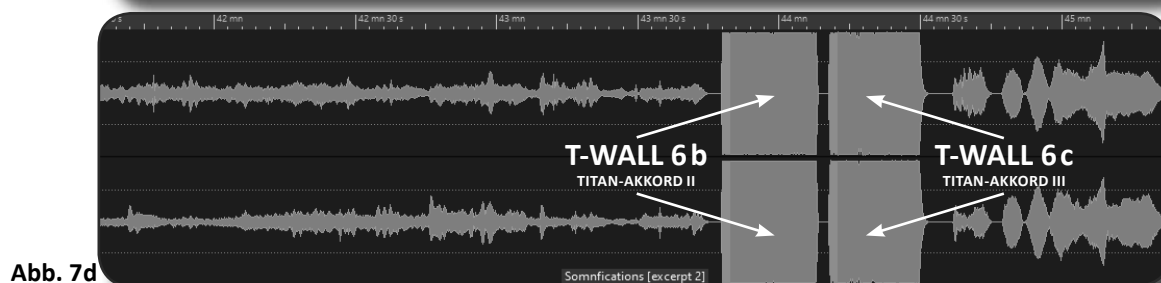 42 mn 42 mn 30 s 43 mn 43 mn 30 s 44 mn 44 mn 30 s 45 mn
T-WALL 6b T-WALL 6c
TITAN-AKKORD II TITAN-AKKORD III
Abb. 7d Somnfications [excerpt 2]